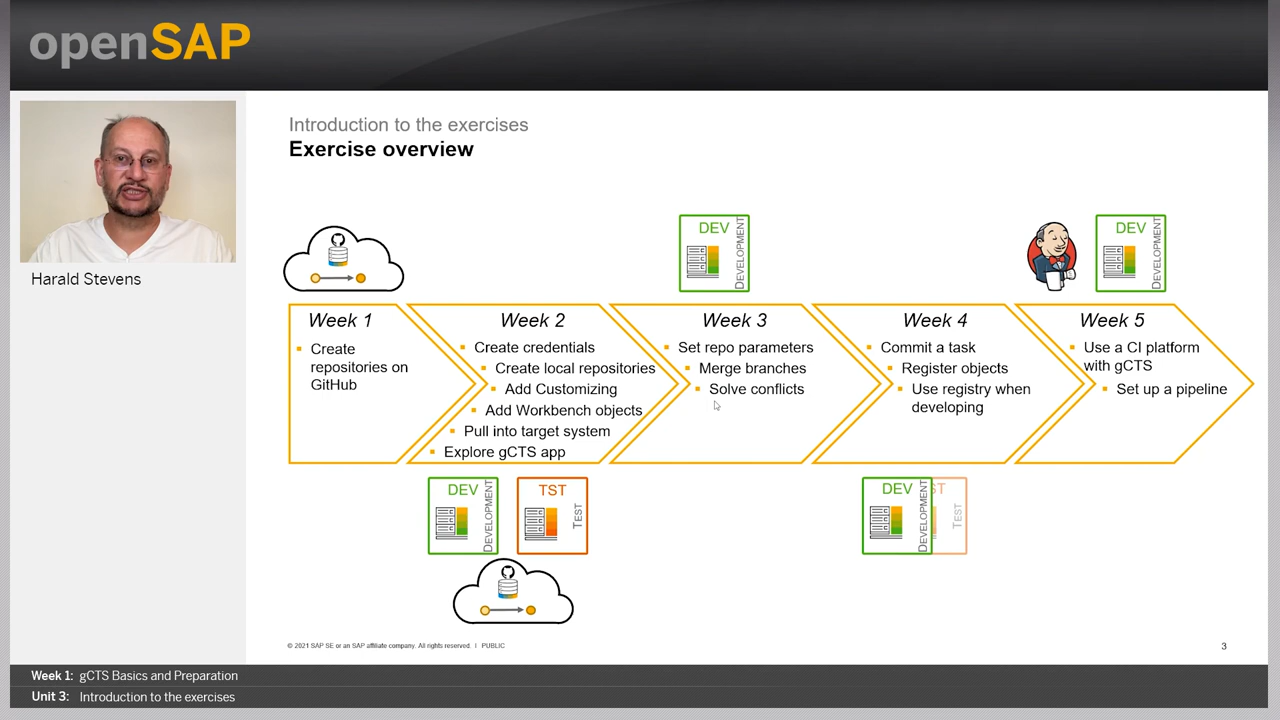 openSAP
Harald Stevens
Introduction to the exercises
Exercise overview
DEV
DEVELOPMENT
DEV
DEVELOPMENT
Week 1
Create
repositories on
GitHub
Week 2
Create credentials
Create local repositories
Add Customizing
Add Workbench objects
Pull into target system
Explore gCTS app
Week 3
Set repo parameters
Merge branches
Solve conflicts
Week 4
Commit a task
Register objects
Use registry when
developing
Week 5
Use a CI platform
with gCTS
Set up a pipeline
DEV
DEVELOPMENT
TST
TEST
DEV
DEVELOPMENT
ST
TEST
© 2021 SAP SE or an SAP affiliate company. All rights reserved. | PUBLIC
3
Week 1: gCTS Basics and Preparation
Unit 3: Introduction to the exercises